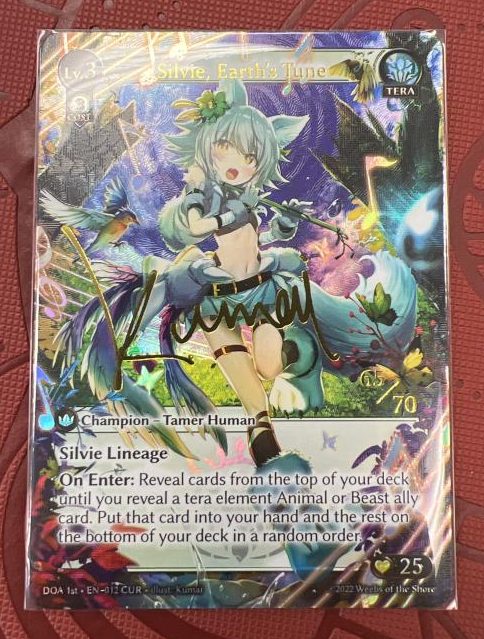 Lv.3
Silvie, Earth's Tune
9
COST
TERA
65/70
Champion – Tamer Human
Silvie Lineage
On Enter: Reveal cards from the top of your deck
until you reveal a tera element Animal or Beast ally
card. Put that card into your hand and the rest on
the bottom of your deck in a random order.
25
DOA 1st • EN-012 CUR • illust. Kumai
2022 Weebs of the Shore